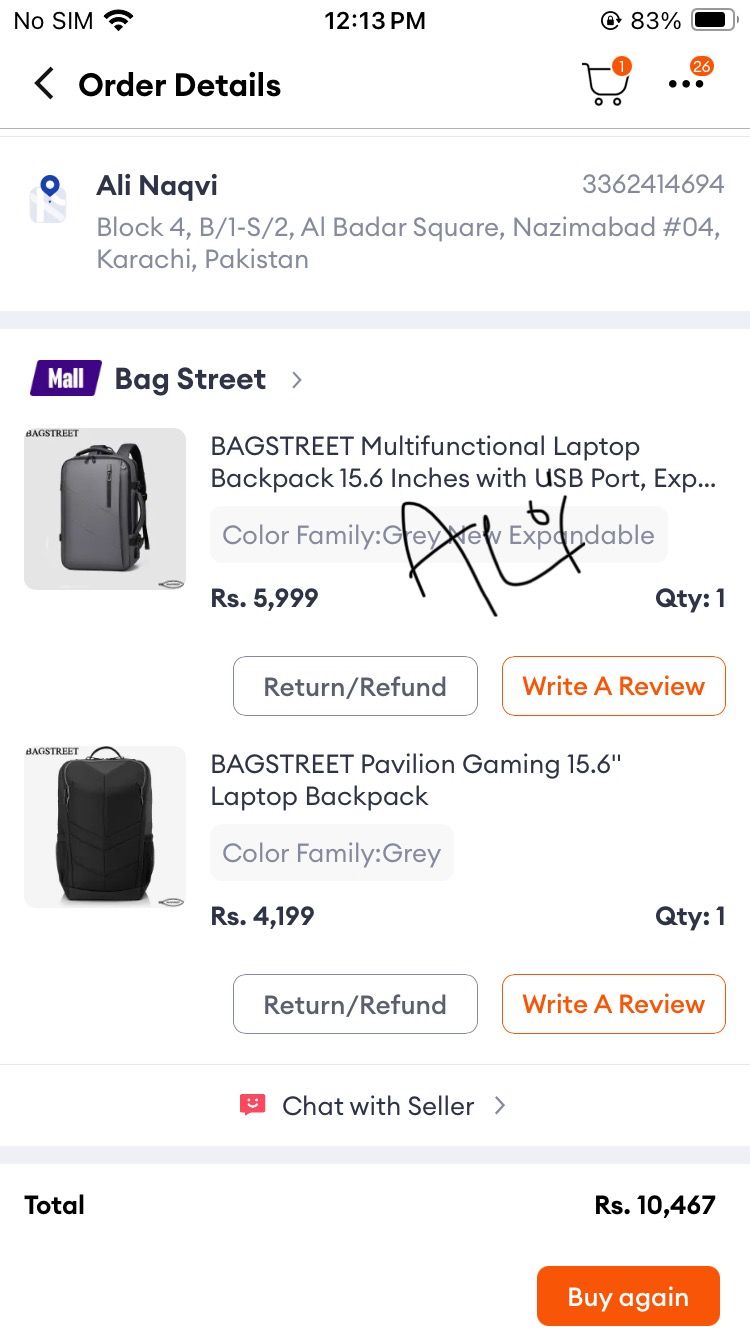 No SIM 12:13 PM 83%
Order Details 1 26
Ali Naqvi 3362414694
Block 4, B/1-S/2, Al Badar Square, Nazimabad #04,
Karachi, Pakistan
Mall Bag Street
BAGSTREET
BAGSTREET Multifunctional Laptop
Backpack 15.6 Inches with USB Port, Exp...
Color Family:Grey New Expandable
Rs. 5,999 Qty: 1
Return/Refund Write A Review
BAGSTREET
BAGSTREET Pavilion Gaming 15.6"
Laptop Backpack
Color Family:Grey
Rs. 4,199 Qty: 1
Return/Refund Write A Review
Chat with Seller
Total Rs. 10,467
Buy again